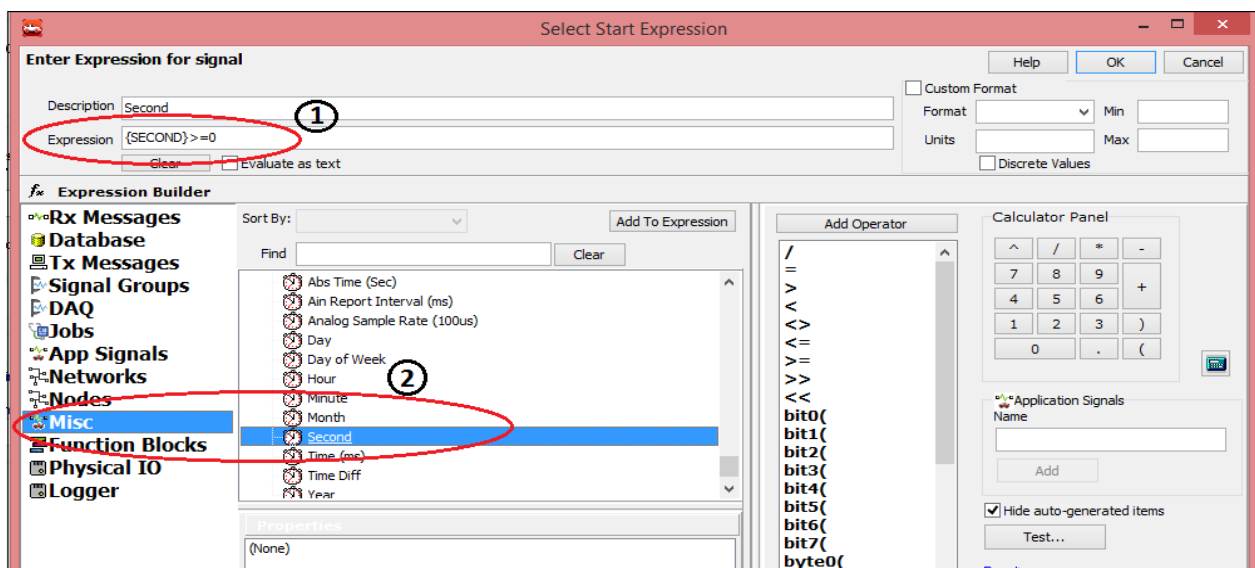 Select Start Expression
Enter Expression for signal
Help
OK
Cancel
Description
Second
①
Expression
{SECOND}>=0
Clear
Evaluate as text
Custom Format
Format
Min
Units
Max
Discrete Values
fx Expression Builder
Rx Messages
Database
Tx Messages
Signal Groups
DAQ
Jobs
App Signals
Networks
Nodes
Misc
Function Blocks
Physical IO
Logger
Sort By:
Add To Expression
Find
Clear
Abs Time (Sec)
Ain Report Interval (ms)
Analog Sample Rate (100us)
Day
Day of Week
Hour
②
Minute
Month
Second
Time (ms)
Time Diff
Year
Properties
(None)
Add Operator
/
=
>
<
<>
<=
>=
>>
<<
bit0(
bit1(
bit2(
bit3(
bit4(
bit5(
bit6(
bit7(
byte0(
Calculator Panel
^ / * -
7 8 9 +
4 5 6
1 2 3 )
0 . (
Application Signals
Name
Add
Hide auto-generated items
Test...